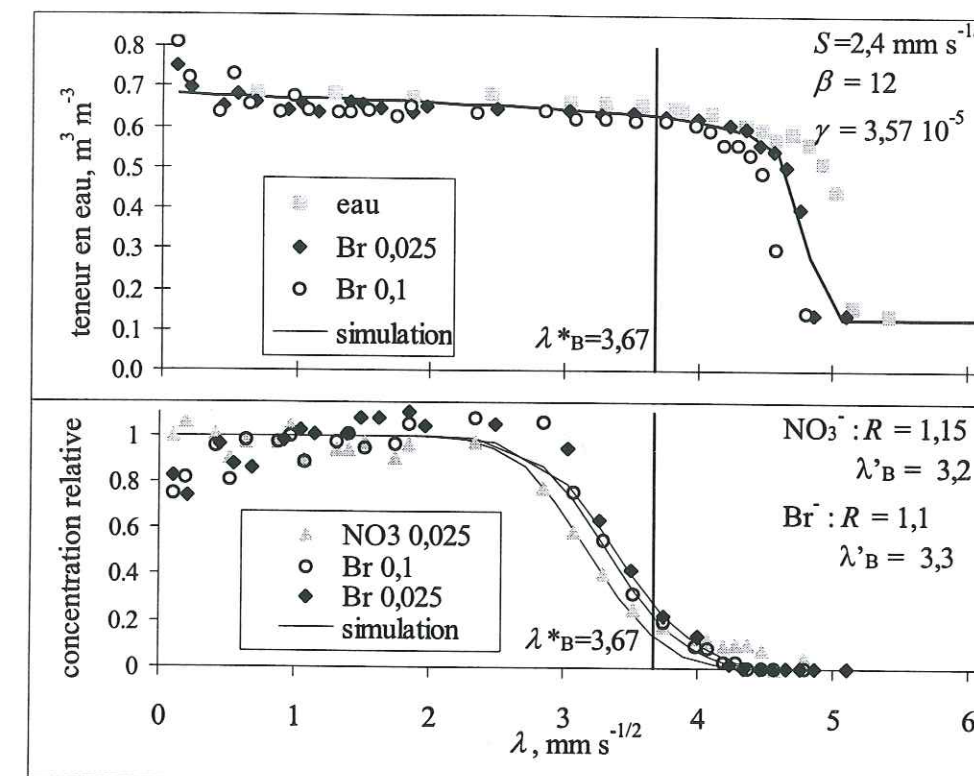 0.8
0.7
0.6
0.5
0.4
0.3
0.2
0.1
0.0
teneur en eau, m³ m⁻³
S=2,4 mm s⁻¹
β = 12
γ = 3,57 10⁻⁵
eau
Br 0,025
Br 0,1
simulation
λ*B=3,67
1
0.8
0.6
0.4
0.2
0
concentration relative
NO₃⁻ : R = 1,15
λ'B = 3,2
Br⁻ : R = 1,1
λ'B = 3,3
NO3 0,025
Br 0,1
Br 0,025
simulation
λ*B=3,67
0 1 2 3 4 5 6
λ, mm s⁻¹/²